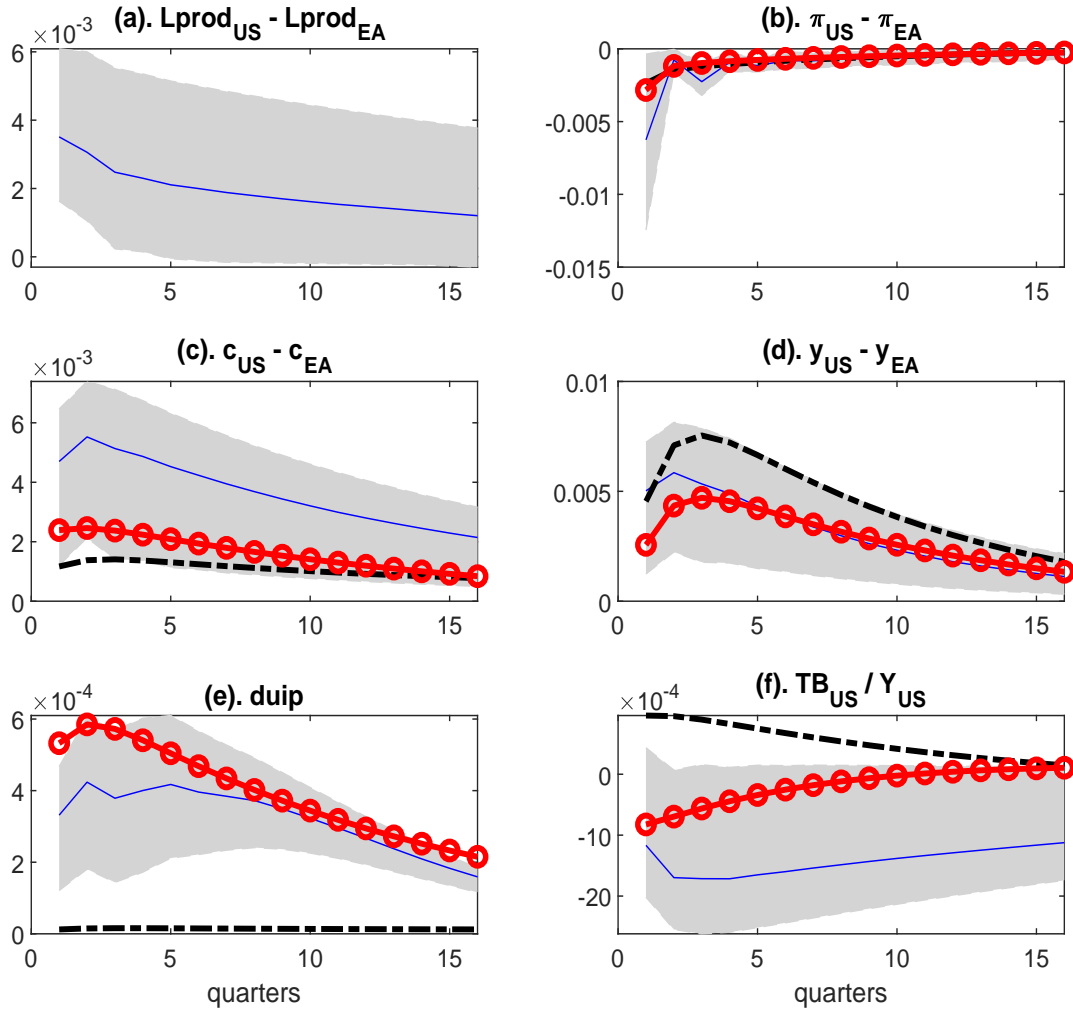 (a). Lprod_US - Lprod_EA
×10^-3
6
4
2
0
0 5 10 15
(b). π_US - π_EA
0
-0.005
-0.01
-0.015
0 5 10 15
(c). c_US - c_EA
×10^-3
6
4
2
0
0 5 10 15
(d). y_US - y_EA
0.01
0.005
0
0 5 10 15
(e). duip
×10^-4
6
4
2
0
0 5 10 15
quarters
(f). TB_US / Y_US
×10^-4
0
-10
-20
0 5 10 15
quarters